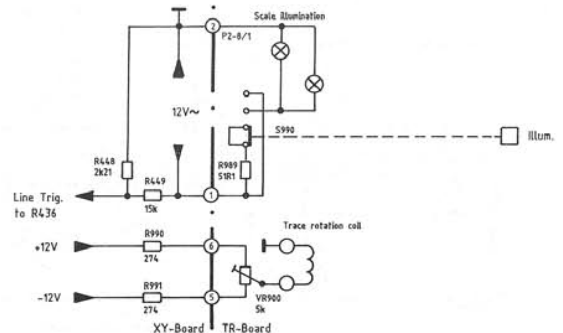 Scale illumination
2
P2-8/1
12V~
S990
Illum.
R448
2k21
R449
15k
R989
51R1
1
Line Trig.
to R436
Trace rotation coil
+12V
R990
274
6
-12V
R991
274
5
VR900
5k
XY-Board
TR-Board